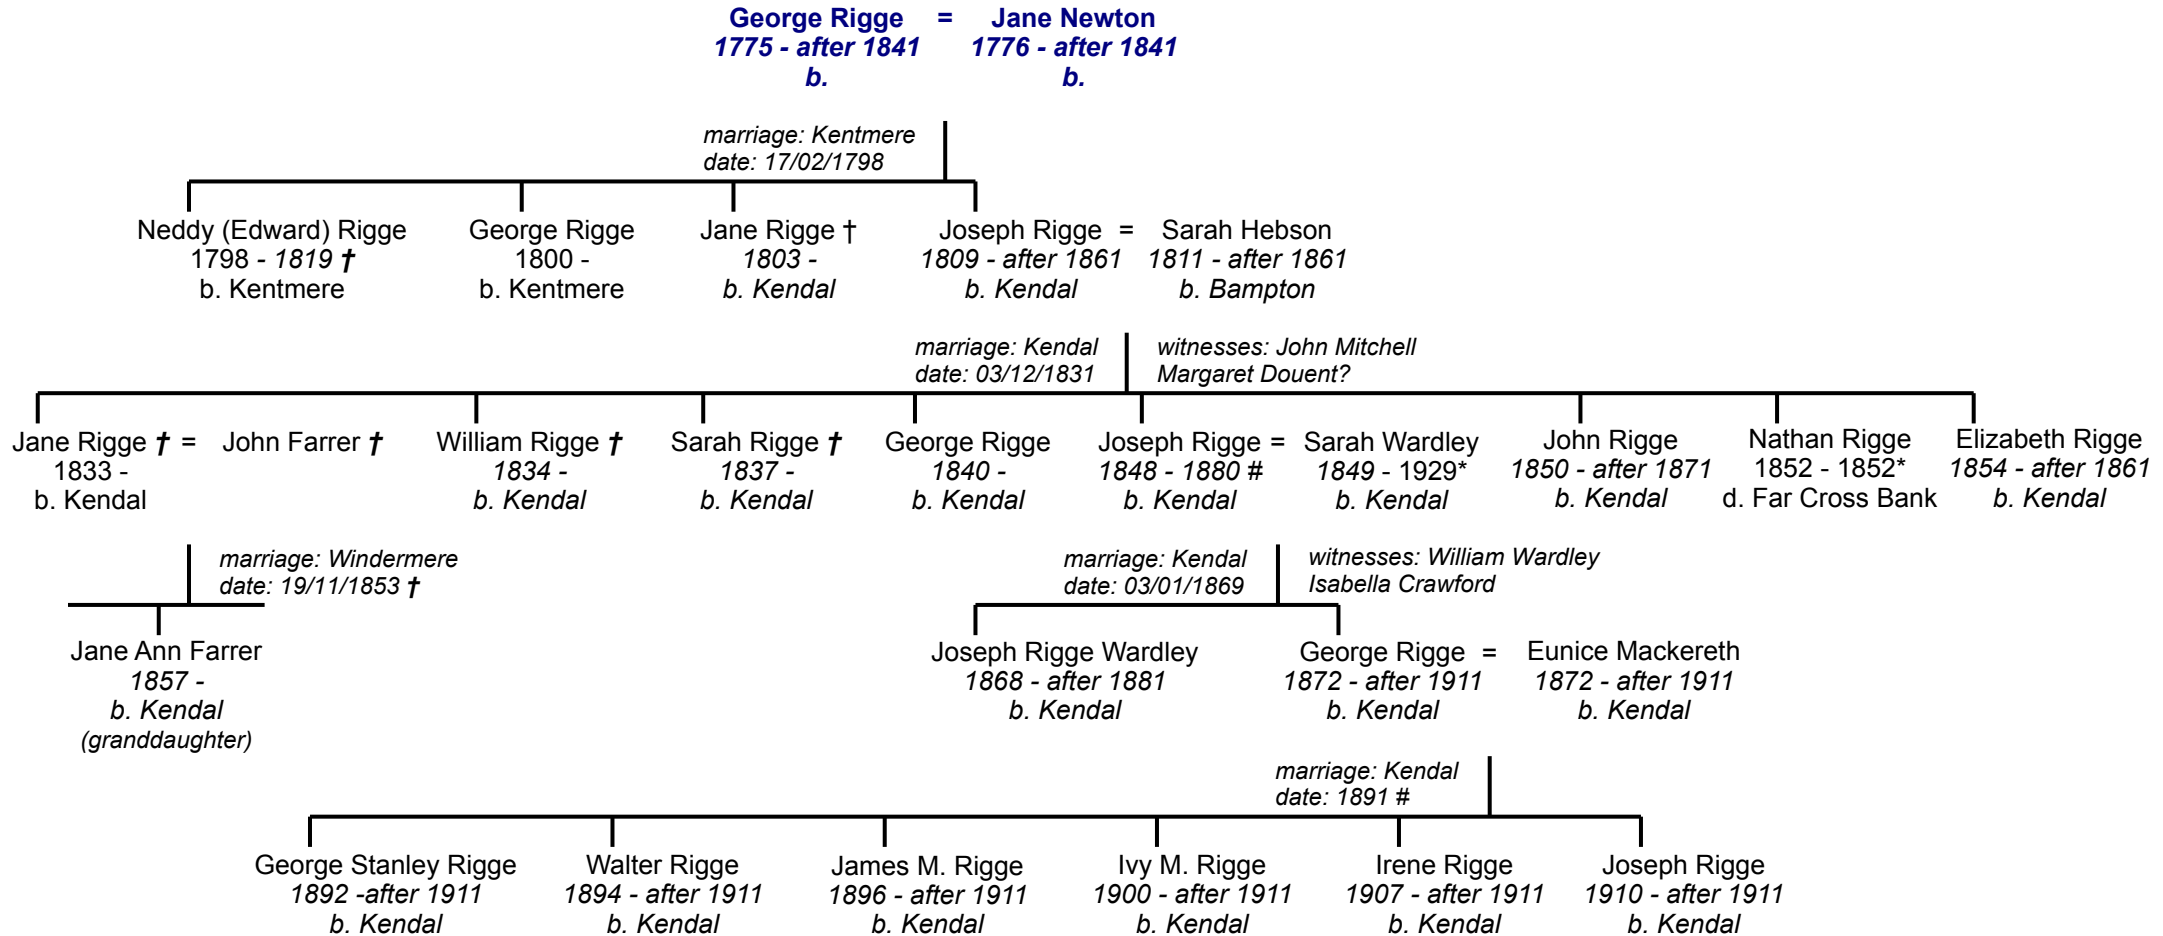 George Rigge = Jane Newton
1775 - after 1841 1776 - after 1841
b. b.
marriage: Kentmere
date: 17/02/1798
Neddy (Edward) Rigge George Rigge Jane Rigge † Joseph Rigge = Sarah Hebson
1798 - 1819 † 1800 - 1803 - 1809 - after 1861 1811 - after 1861
b. Kentmere b. Kentmere b. Kendal b. Kendal b. Bampton
marriage: Kendal witnesses: John Mitchell
date: 03/12/1831 Margaret Douent?
Jane Rigge † = John Farrer † William Rigge † Sarah Rigge † George Rigge Joseph Rigge = Sarah Wardley John Rigge Nathan Rigge Elizabeth Rigge
1833 - 1834 - 1837 - 1840 - 1848 - 1880 # 1849 - 1929* 1850 - after 1871 1852 - 1852* 1854 - after 1861
b. Kendal b. Kendal b. Kendal b. Kendal b. Kendal b. Kendal b. Kendal d. Far Cross Bank b. Kendal
marriage: Windermere marriage: Kendal witnesses: William Wardley
date: 19/11/1853 † date: 03/01/1869 Isabella Crawford
Jane Ann Farrer Joseph Rigge Wardley George Rigge = Eunice Mackereth
1857 - 1868 - after 1881 1872 - after 1911 1872 - after 1911
b. Kendal b. Kendal b. Kendal b. Kendal
(granddaughter)
marriage: Kendal
date: 1891 #
George Stanley Rigge Walter Rigge James M. Rigge Ivy M. Rigge Irene Rigge Joseph Rigge
1892 -after 1911 1894 - after 1911 1896 - after 1911 1900 - after 1911 1907 - after 1911 1910 - after 1911
b. Kendal b. Kendal b. Kendal b. Kendal b. Kendal b. Kendal